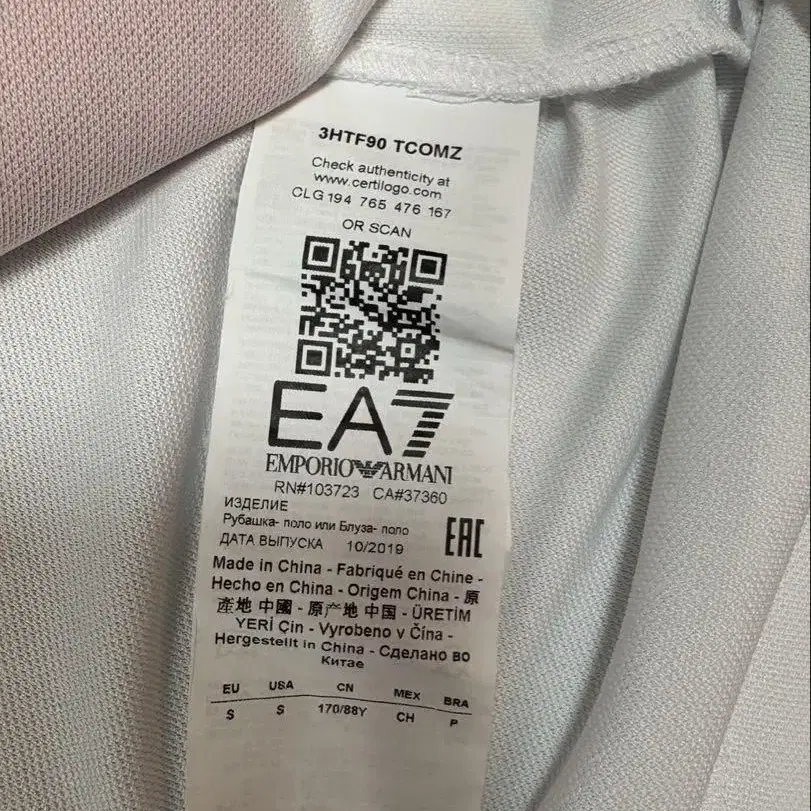 3HTF90 TCOMZ
Check authenticity at
www.certilogo.com
CLG 194 765 476 167
OR SCAN
EA7
EMPORIO ARMANI
RN#103723 CA#37360
ИЗДЕЛИЕ
Рубашка- поло или Блуза- поло
ДАТА ВЫПУСКА 10/2019
EAC
Made in China - Fabriqué en Chine -
Hecho en China - Origem China - 原
產地 中國 - 原产地 中国 - ÜRETİM
YERİ Çin - Vyrobeno v Čína -
Hergestellt in China - Сделано во
Китае
EU USA CN MEX BRA
S S 170/88Y CH P